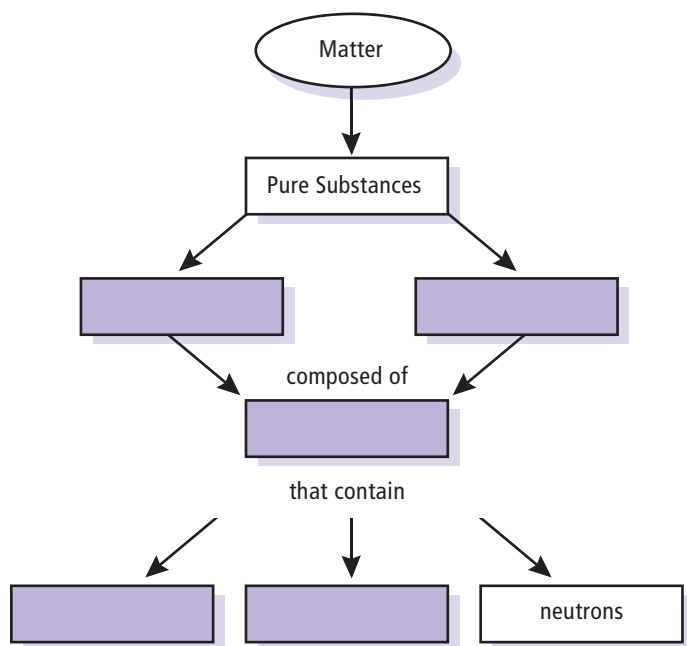 Matter
Pure Substances
composed of
that contain
neutrons